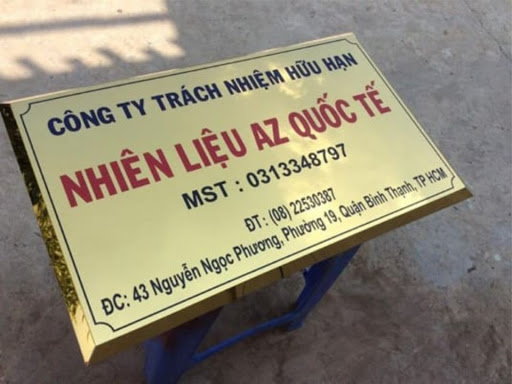 CÔNG TY TRÁCH NHIỆM HỮU HẠN
NHIÊN LIỆU AZ QUỐC TẾ
MST : 0313348797
ĐT : (08) 22530387
ĐC: 43 Nguyễn Ngọc Phương, Phường 19, Quận Bình Thạnh, TP HCM